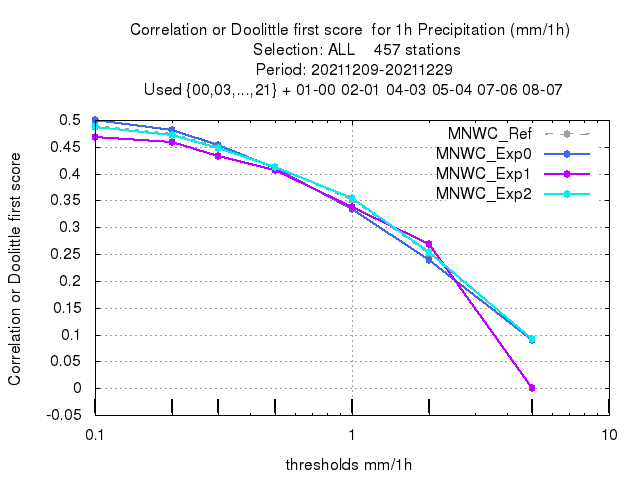 Correlation or Doolittle first score  for 1h Precipitation (mm/1h)
Selection: ALL    457 stations
Period: 20211209-20211229
Used {00,03,...,21} + 01-00 02-01 04-03 05-04 07-06 08-07
Correlation or Doolittle first score
0.5
0.45
0.4
0.35
0.3
0.25
0.2
0.15
0.1
0.05
0
-0.05
MNWC_Ref
MNWC_Exp0
MNWC_Exp1
MNWC_Exp2
0.1
1
10
thresholds mm/1h